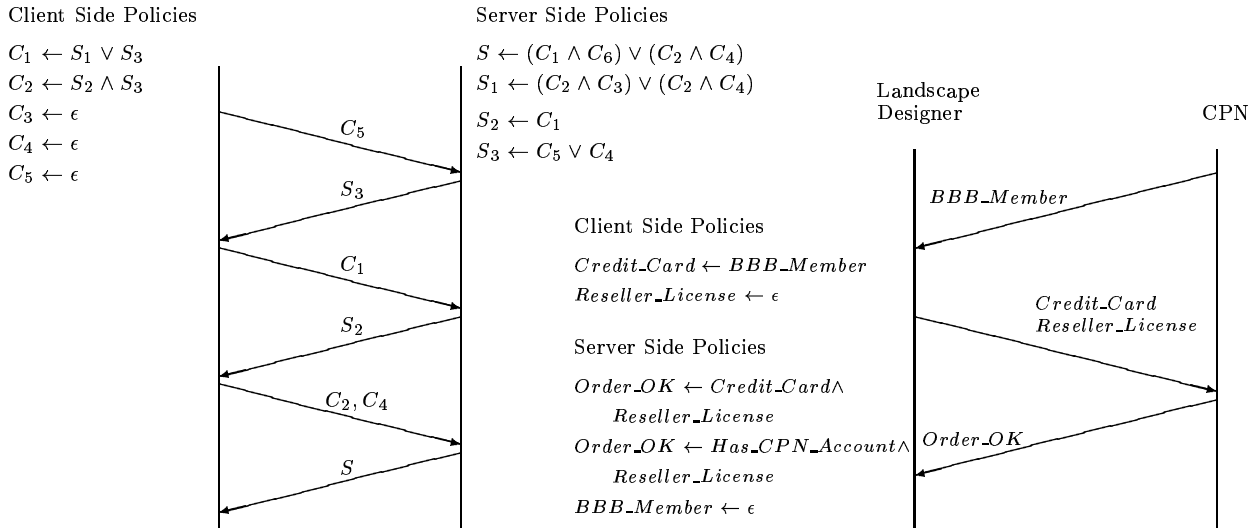 Client Side Policies
C₁ ← S₁ ∨ S₃
C₂ ← S₂ ∧ S₃
C₃ ← ϵ
C₄ ← ϵ
C₅ ← ϵ
Server Side Policies
S ← (C₁ ∧ C₆) ∨ (C₂ ∧ C₄)
S₁ ← (C₂ ∧ C₃) ∨ (C₂ ∧ C₄)
S₂ ← C₁
S₃ ← C₅ ∨ C₄
C₅
S₃
C₁
S₂
C₂, C₄
S
Landscape
Designer
CPN
Client Side Policies
Credit_Card ← BBB_Member
Reseller_License ← ϵ
Server Side Policies
Order_OK ← Credit_Card∧
Reseller_License
Order_OK ← Has_CPN_Account∧
Reseller_License
BBB_Member ← ϵ
BBB_Member
Credit_Card
Reseller_License
Order_OK